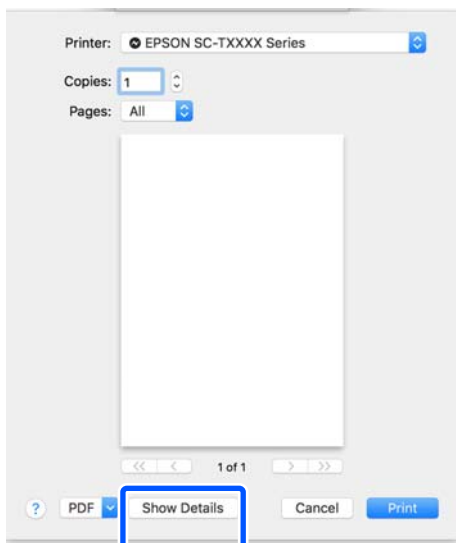 Printer: EPSON SC-TXXXX Series
Copies: 1
Pages: All
<< < 1 of 1 > >>
? PDF Show Details Cancel Print